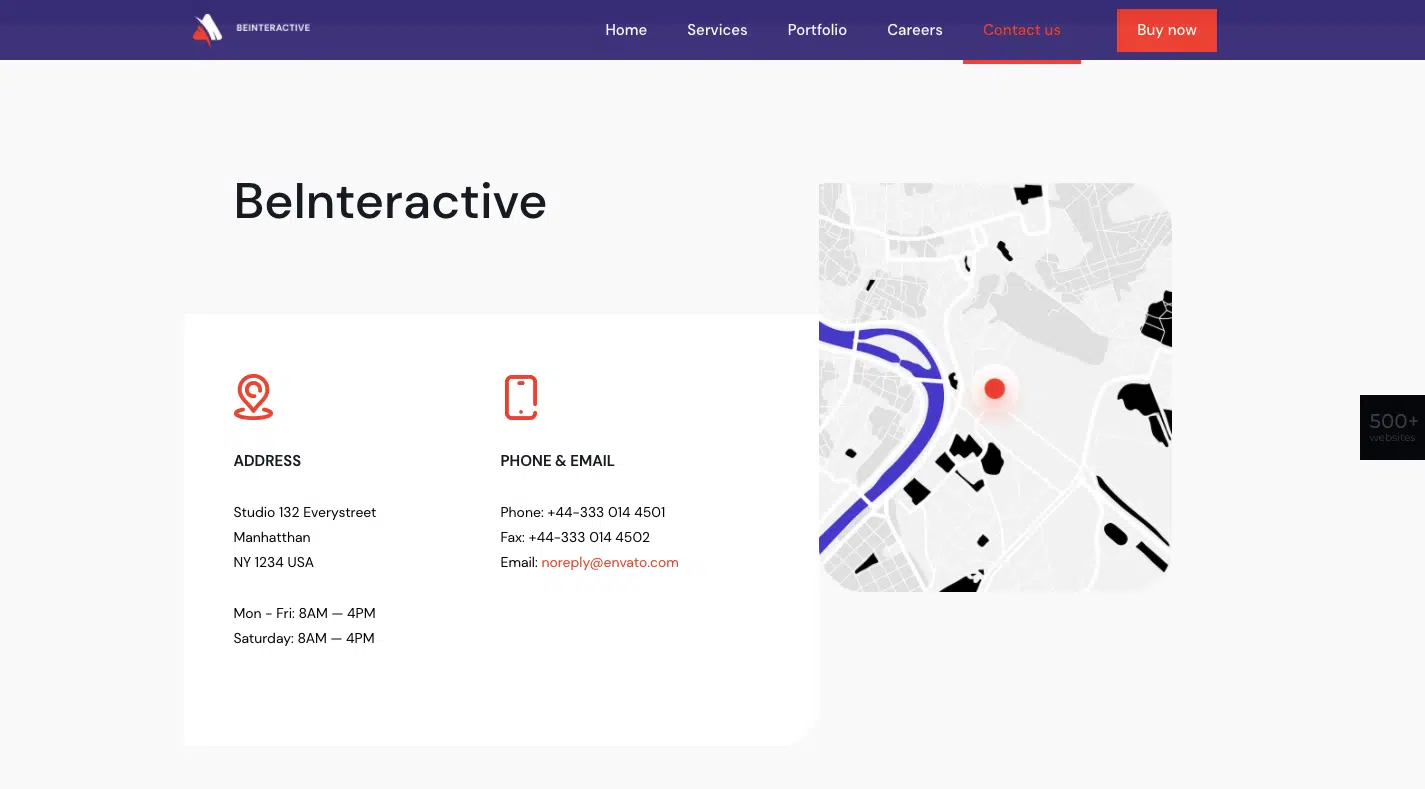 BEINTERACTIVE
Home
Services
Portfolio
Careers
Contact us
Buy now
BeInteractive
ADDRESS
Studio 132 Everystreet
Manhatthan
NY 1234 USA
Mon - Fri: 8AM — 4PM
Saturday: 8AM — 4PM
PHONE & EMAIL
Phone: +44-333 014 4501
Fax: +44-333 014 4502
Email: noreply@envato.com
500+
websites